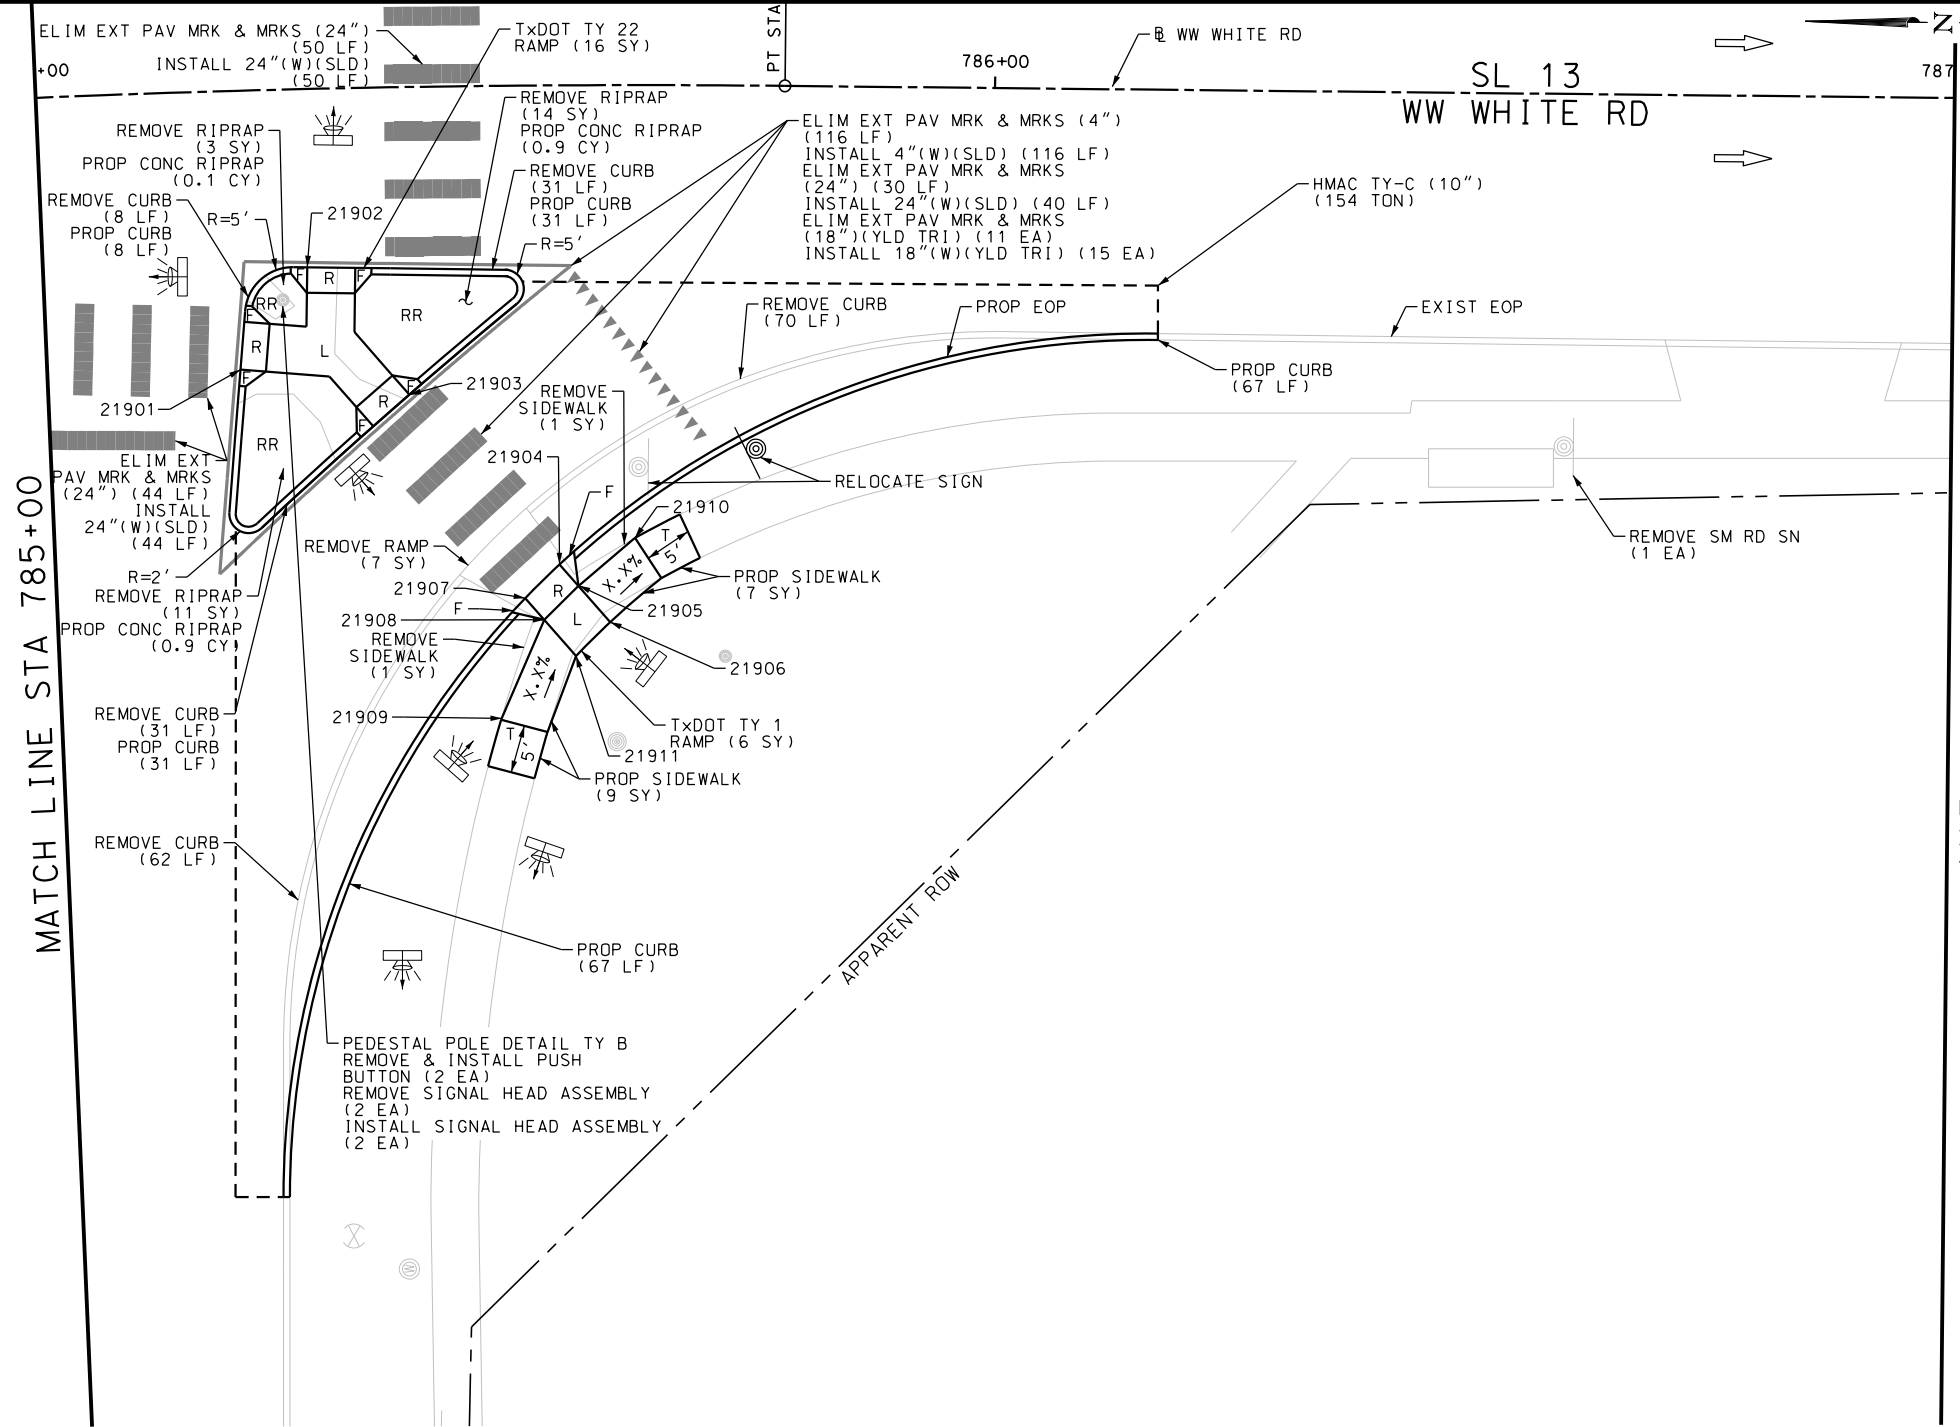 ELIM EXT PAV MRK & MRKS (24")
(50 LF)
INSTALL 24"(W)(SLD)
(50 LF)
+00
TxDOT TY 22
RAMP (16 SY)
PT STA
786+00
℄ WW WHITE RD
SL 13
WW WHITE RD
N
787
REMOVE RIPRAP
(3 SY)
PROP CONC RIPRAP
(0.1 CY)
REMOVE RIPRAP
(14 SY)
PROP CONC RIPRAP
(0.9 CY)
REMOVE CURB
(31 LF)
PROP CURB
(31 LF)
R=5'
ELIM EXT PAV MRK & MRKS (4")
(116 LF)
INSTALL 4"(W)(SLD) (116 LF)
ELIM EXT PAV MRK & MRKS
(24") (30 LF)
INSTALL 24"(W)(SLD) (40 LF)
ELIM EXT PAV MRK & MRKS
(18")(YLD TRI) (11 EA)
INSTALL 18"(W)(YLD TRI) (15 EA)
HMAC TY-C (10")
(154 TON)
REMOVE CURB
(8 LF)
PROP CURB
(8 LF)
R=5'
21902
F
R
F
RR
F
R
F
L
RR
F
R
F
RR
REMOVE CURB
(70 LF)
PROP EOP
EXIST EOP
PROP CURB
(67 LF)
21901
21903
REMOVE
SIDEWALK
(1 SY)
21904
F
RELOCATE SIGN
21910
ELIM EXT
PAV MRK & MRKS
(24") (44 LF)
INSTALL
24"(W)(SLD)
(44 LF)
MATCH LINE STA 785+00
REMOVE SM RD SN
(1 EA)
REMOVE RAMP
(7 SY)
T
5'
X.X%
PROP SIDEWALK
(7 SY)
R=2'
REMOVE RIPRAP
(11 SY)
PROP CONC RIPRAP
(0.9 CY)
21907
F
21908
R
L
21905
21906
REMOVE
SIDEWALK
(1 SY)
X.X%
21909
T
5'
TxDOT TY 1
RAMP (6 SY)
21911
PROP SIDEWALK
(9 SY)
REMOVE CURB
(31 LF)
PROP CURB
(31 LF)
REMOVE CURB
(62 LF)
APPARENT ROW
PROP CURB
(67 LF)
PEDESTAL POLE DETAIL TY B
REMOVE & INSTALL PUSH
BUTTON (2 EA)
REMOVE SIGNAL HEAD ASSEMBLY
(2 EA)
INSTALL SIGNAL HEAD ASSEMBLY
(2 EA)
W